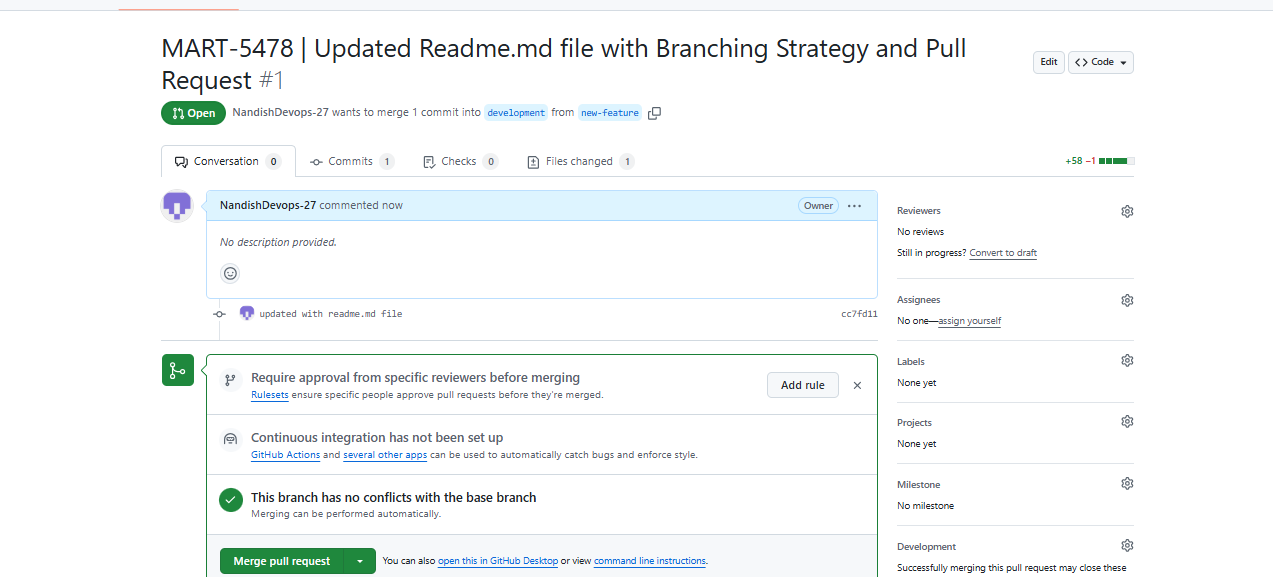 MART-5478 | Updated Readme.md file with Branching Strategy and Pull
Request #1
Edit
<> Code
Open
NandishDevops-27 wants to merge 1 commit into development from new-feature
Conversation 0
Commits 1
Checks 0
Files changed 1
+58 −1
NandishDevops-27 commented now
Owner
No description provided.
updated with readme.md file
cc7fd11
Require approval from specific reviewers before merging
Rulesets ensure specific people approve pull requests before they're merged.
Add rule
Continuous integration has not been set up
GitHub Actions and several other apps can be used to automatically catch bugs and enforce style.
This branch has no conflicts with the base branch
Merging can be performed automatically.
Merge pull request
You can also open this in GitHub Desktop or view command line instructions.
Reviewers
No reviews
Still in progress? Convert to draft
Assignees
No one—assign yourself
Labels
None yet
Projects
None yet
Milestone
No milestone
Development
Successfully merging this pull request may close these